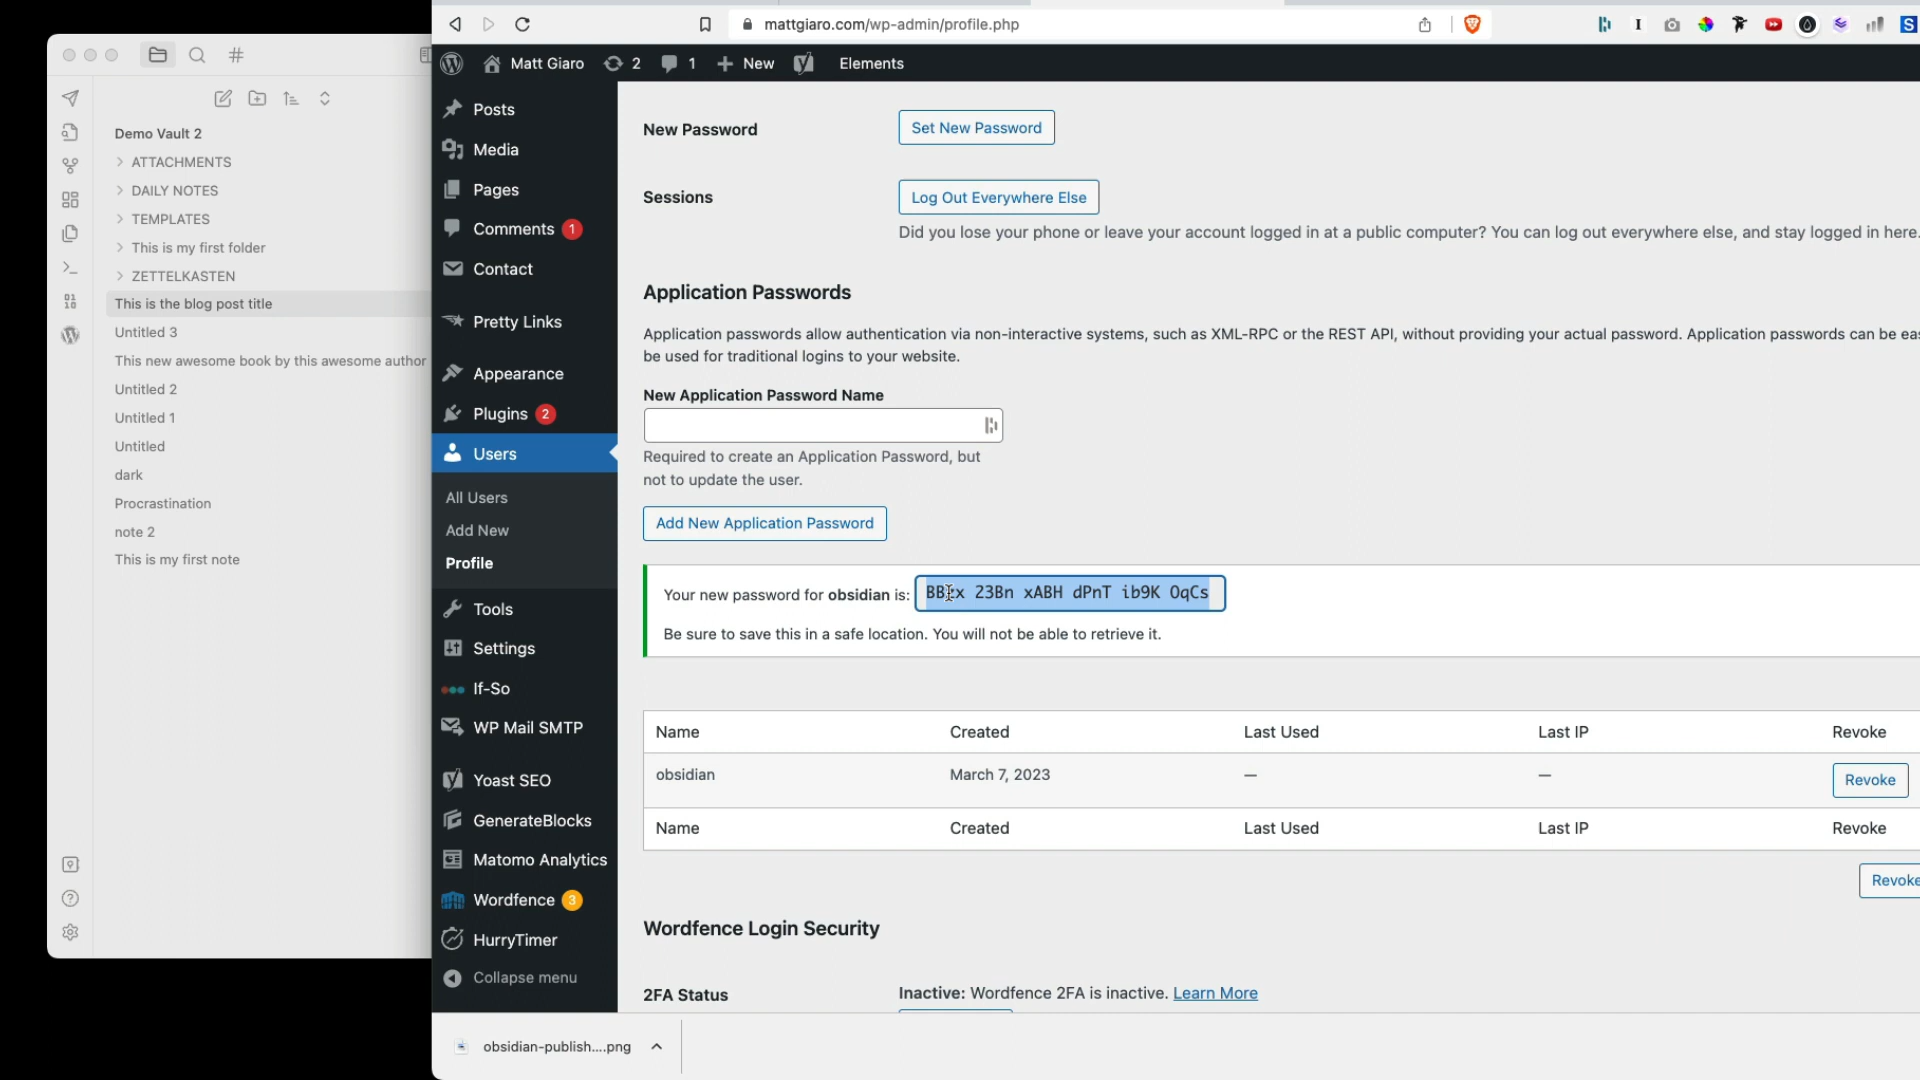 mattgiaro.com/wp-admin/profile.php
Matt Giaro
2
1
New
Elements
Demo Vault 2
ATTACHMENTS
DAILY NOTES
TEMPLATES
This is my first folder
ZETTELKASTEN
This is the blog post title
Untitled 3
This new awesome book by this awesome author
Untitled 2
Untitled 1
Untitled
dark
Procrastination
note 2
This is my first note
Posts
Media
Pages
Comments 1
Contact
Pretty Links
Appearance
Plugins 2
Users
All Users
Add New
Profile
Tools
Settings
If-So
WP Mail SMTP
Yoast SEO
GenerateBlocks
Matomo Analytics
Wordfence 3
HurryTimer
Collapse menu
New Password
Set New Password
Sessions
Log Out Everywhere Else
Did you lose your phone or leave your account logged in at a public computer? You can log out everywhere else, and stay logged in here.
Application Passwords
Application passwords allow authentication via non-interactive systems, such as XML-RPC or the REST API, without providing your actual password. Application passwords can be eas
be used for traditional logins to your website.
New Application Password Name
Required to create an Application Password, but
not to update the user.
Add New Application Password
Your new password for obsidian is: 23Bn xABH dPnT ib9K OqCs
Be sure to save this in a safe location. You will not be able to retrieve it.
Name Created Last Used Last IP Revoke
obsidian March 7, 2023 — — Revoke
Name Created Last Used Last IP Revoke
Revoke
Wordfence Login Security
2FA Status
Inactive: Wordfence 2FA is inactive. Learn More
obsidian-publish....png